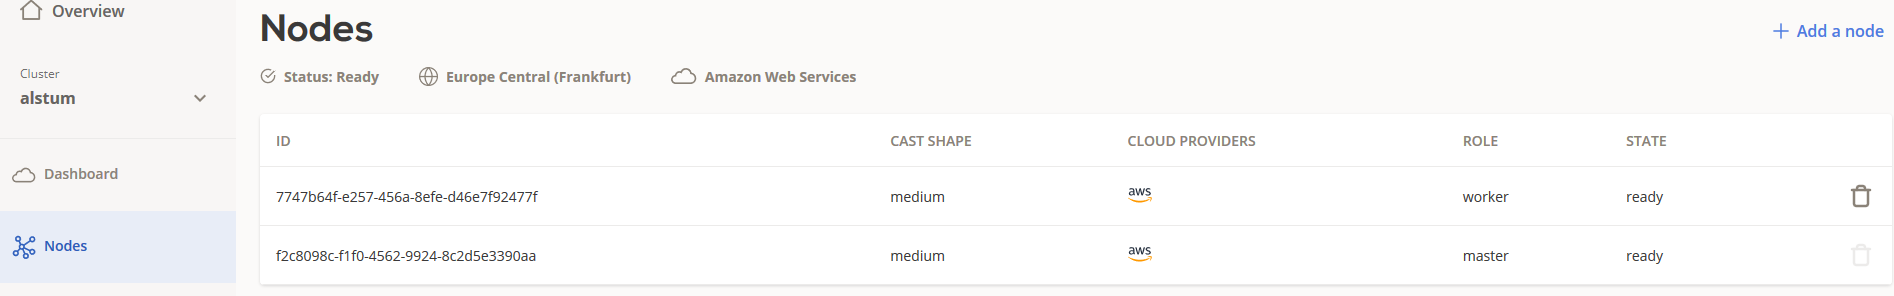 Overview
Cluster
alstum
Dashboard
Nodes
Nodes
Add a node
Status: Ready Europe Central (Frankfurt) Amazon Web Services
ID CAST SHAPE CLOUD PROVIDERS ROLE STATE
7747b64f-e257-456a-8efe-d46e7f92477f medium aws worker ready
f2c8098c-f1f0-4562-9924-8c2d5e3390aa medium aws master ready